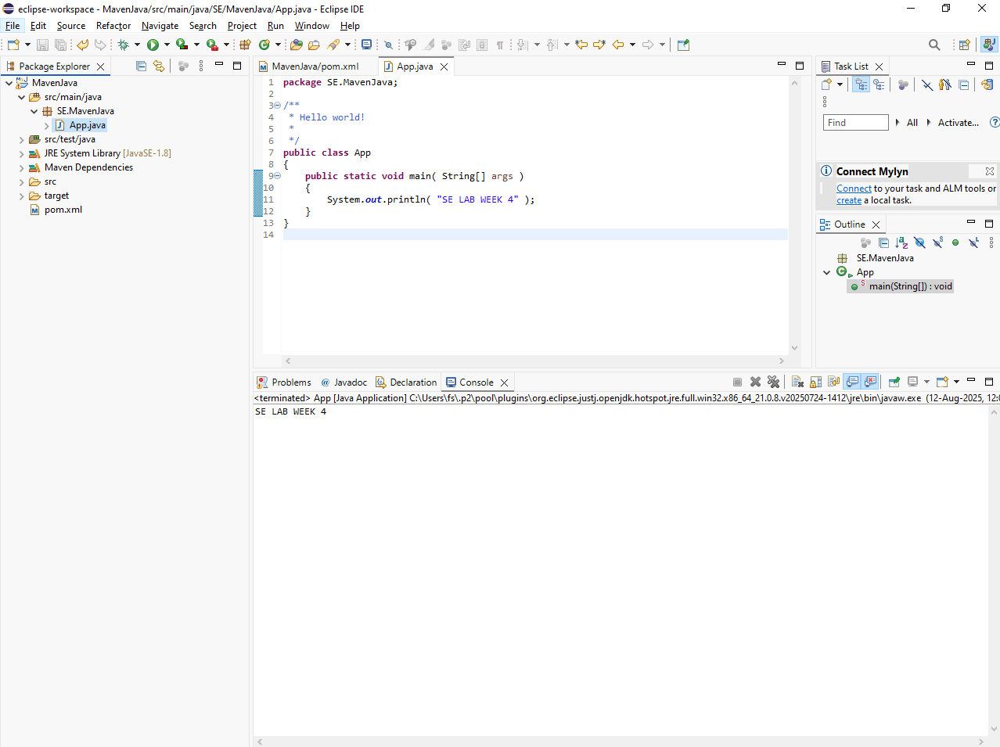 eclipse-workspace - MavenJava/src/main/java/SE/MavenJava/App.java - Eclipse IDE
File Edit Source Refactor Navigate Search Project Run Window Help
Package Explorer
MavenJava
src/main/java
SE.MavenJava
App.java
src/test/java
JRE System Library [JavaSE-1.8]
Maven Dependencies
src
target
pom.xml
MavenJava/pom.xml App.java
1 package SE.MavenJava;
2
3 /**
4 * Hello world!
5 *
6 */
7 public class App
8 {
9 public static void main( String[] args )
10 {
11 System.out.println( "SE LAB WEEK 4" );
12 }
13 }
14
Task List
Find All Activate...
Connect Mylyn
Connect to your task and ALM tools or
create a local task.
Outline
SE.MavenJava
App
main(String[]) : void
Problems Javadoc Declaration Console
<terminated> App [Java Application] C:\Users\fs\.p2\pool\plugins\org.eclipse.justj.openjdk.hotspot.jre.full.win32.x86_64_21.0.8.v20250724-1412\jre\bin\javaw.exe (12-Aug-2025, 12:0
SE LAB WEEK 4